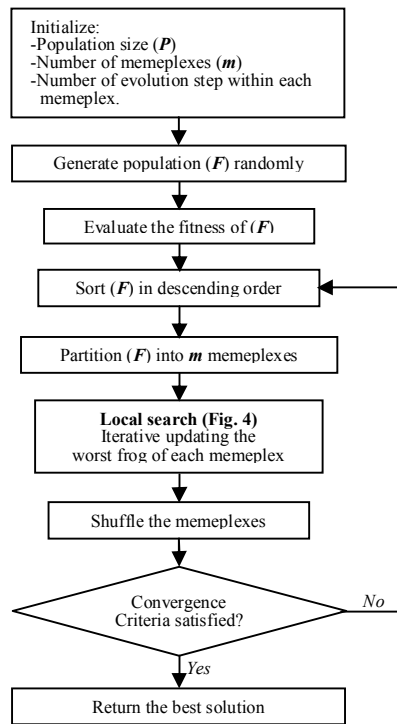 Initialize:
-Population size (P)
-Number of memeplexes (m)
-Number of evolution step within each
memeplex.
Generate population (F) randomly
Evaluate the fitness of (F)
Sort (F) in descending order
Partition (F) into m memeplexes
Local search (Fig. 4)
Iterative updating the
worst frog of each memeplex
Shuffle the memeplexes
Convergence
Criteria satisfied?
No
Yes
Return the best solution